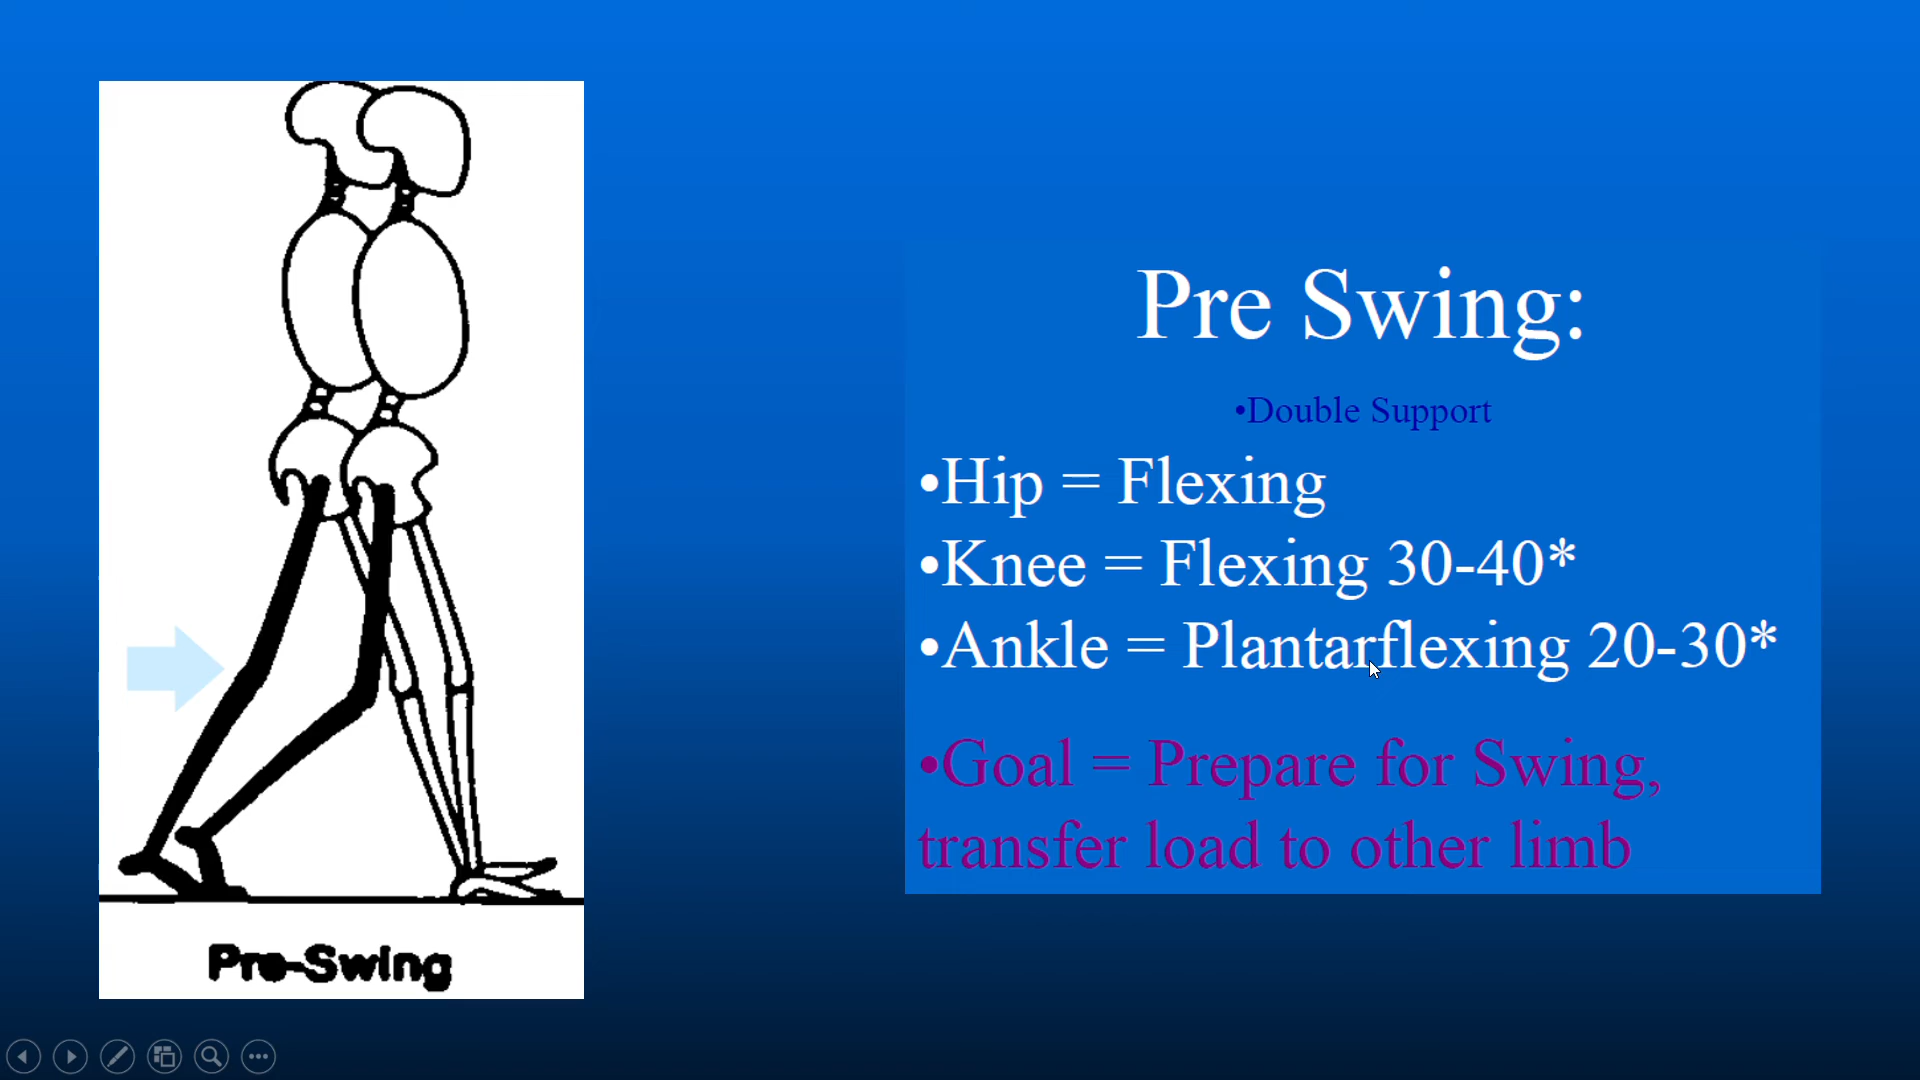 Pre Swing:
•Double Support
•Hip = Flexing
•Knee = Flexing 30-40*
•Ankle = Plantarflexing 20-30*
•Goal = Prepare for Swing,
transfer load to other limb
Pre-Swing